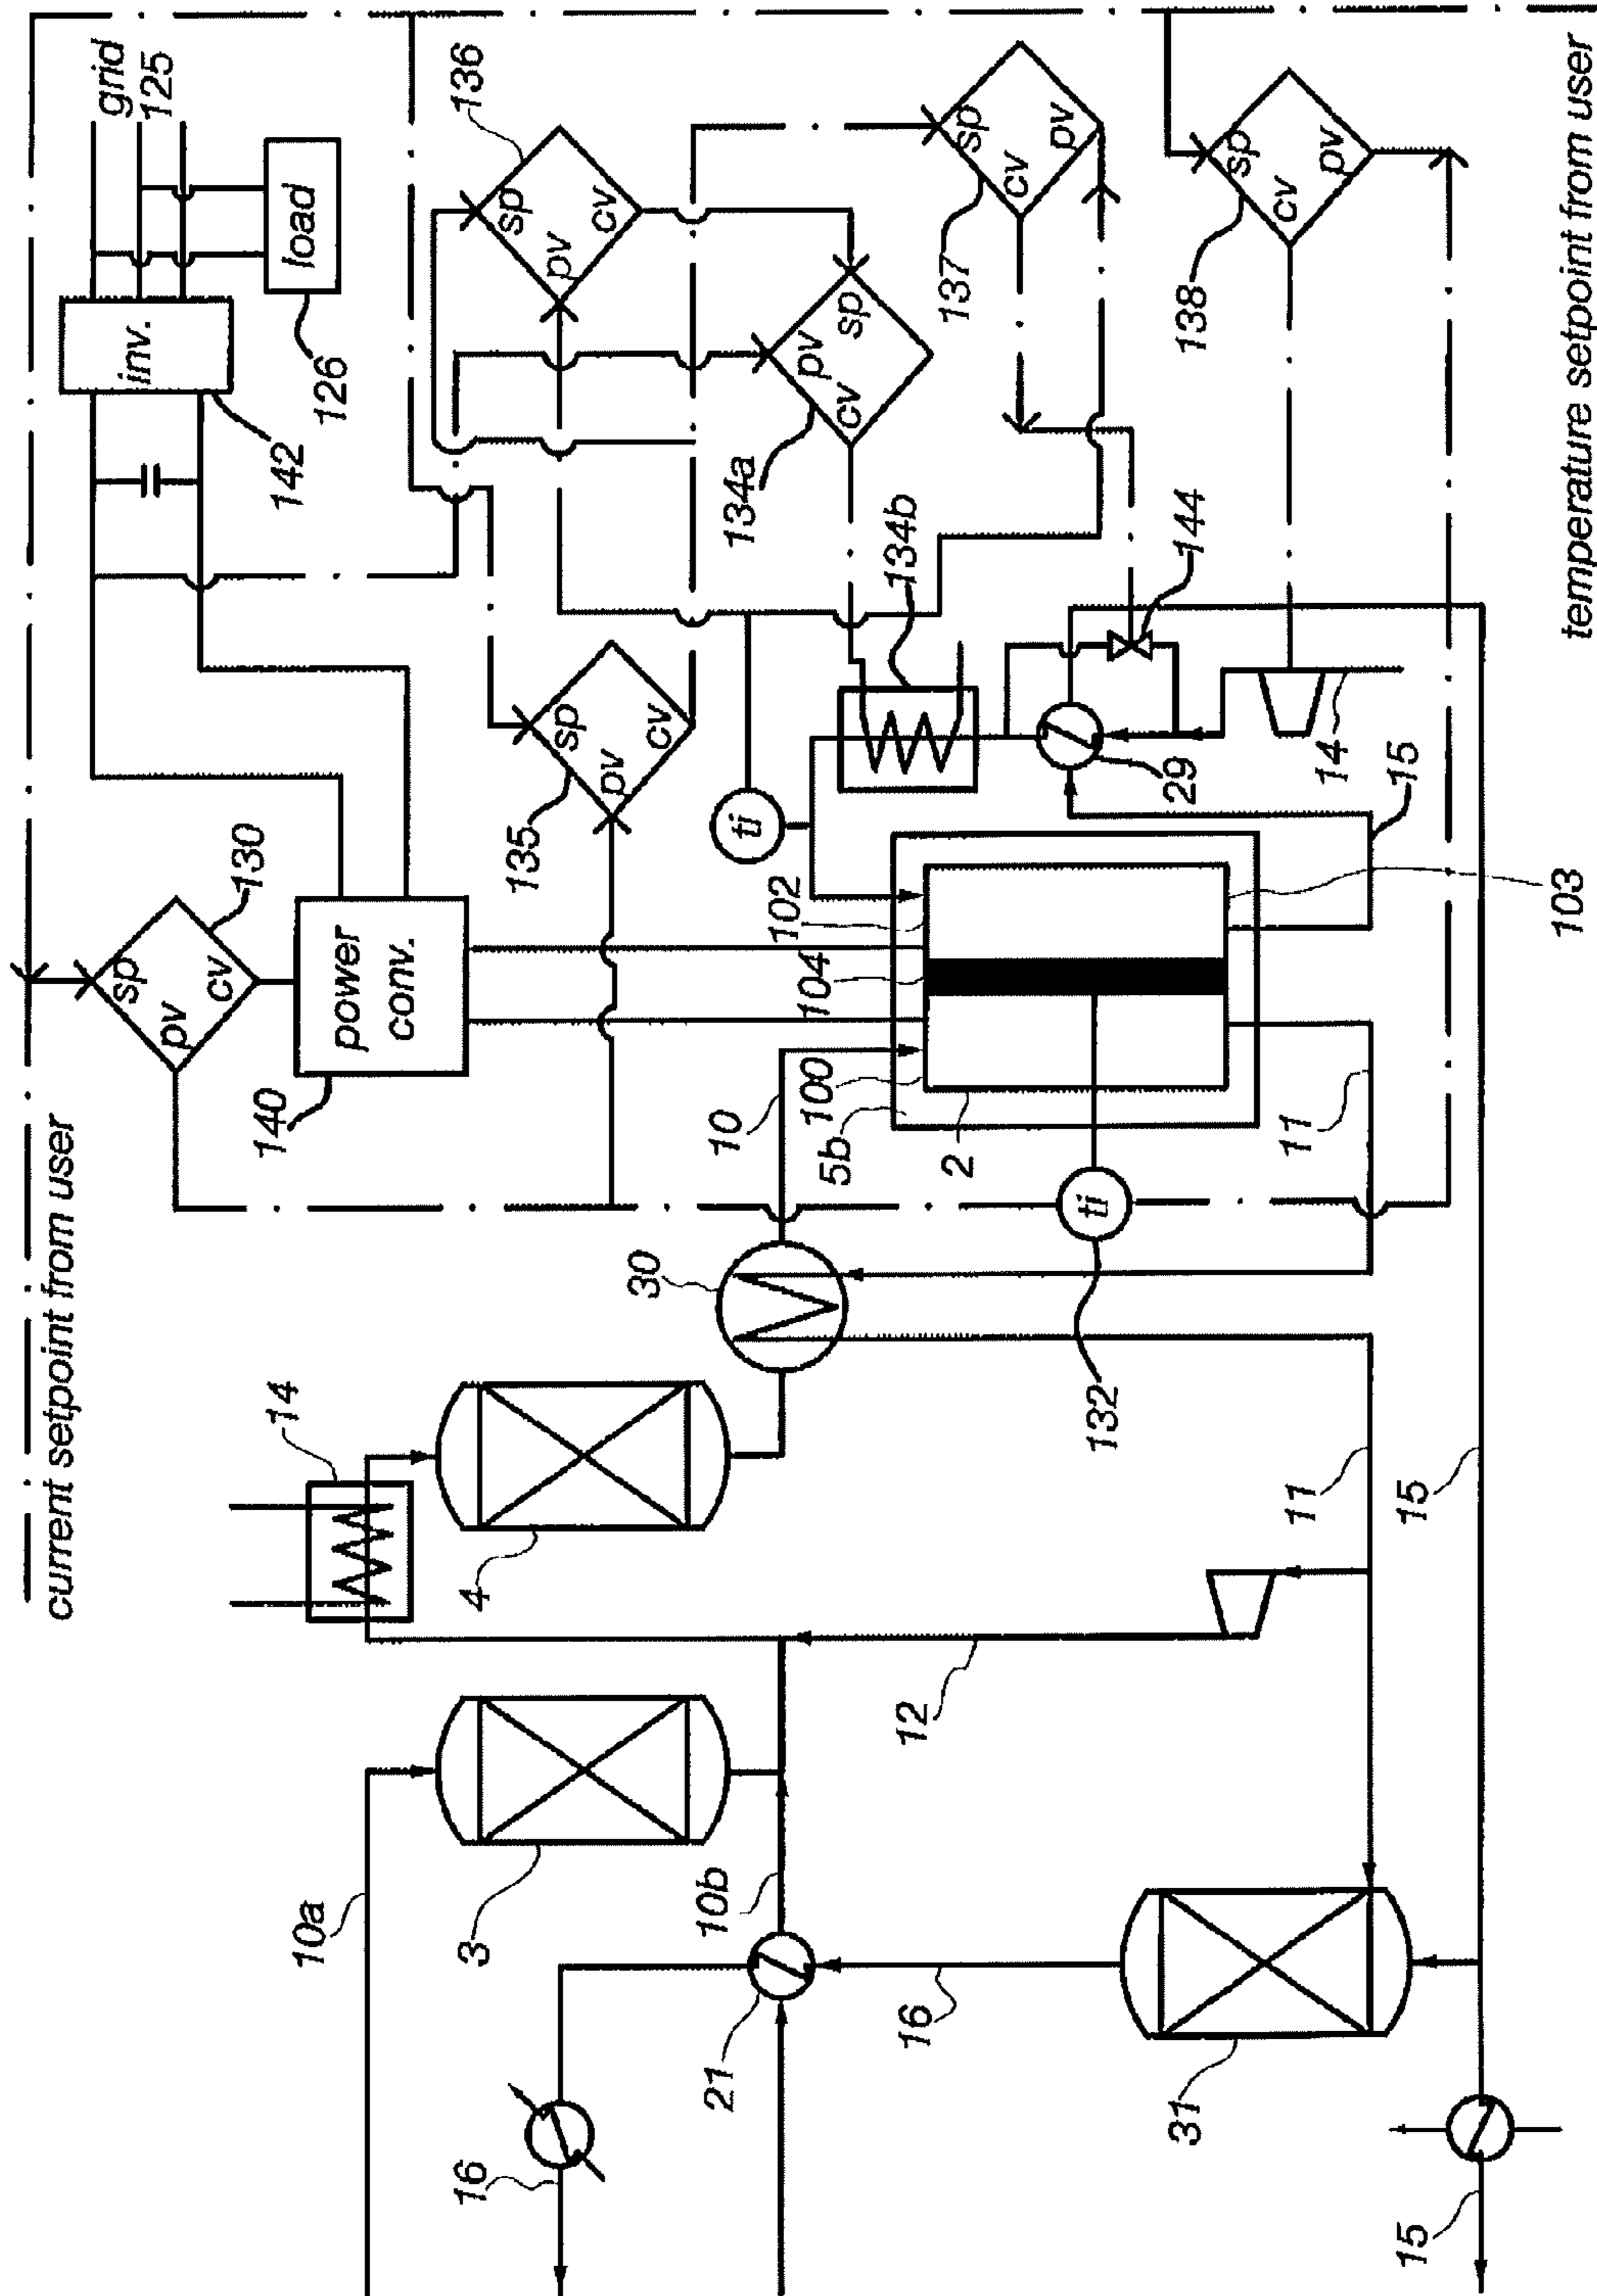 current setpoint from user
grid
125
inv.
load
126
142
sp
pv
cv
130
power
conv.
140
136
sp
pv
cv
134a
pv
sp
cv
135
sp
pv
cv
137
sp
cv
pv
138
sp
cv
pv
134b
144
ti
29
14
15
102
104
100
103
10
5b
2
11
ti
132
30
14
4
11
15
12
10a
3
10b
21
16
16
31
15
temperature setpoint from user